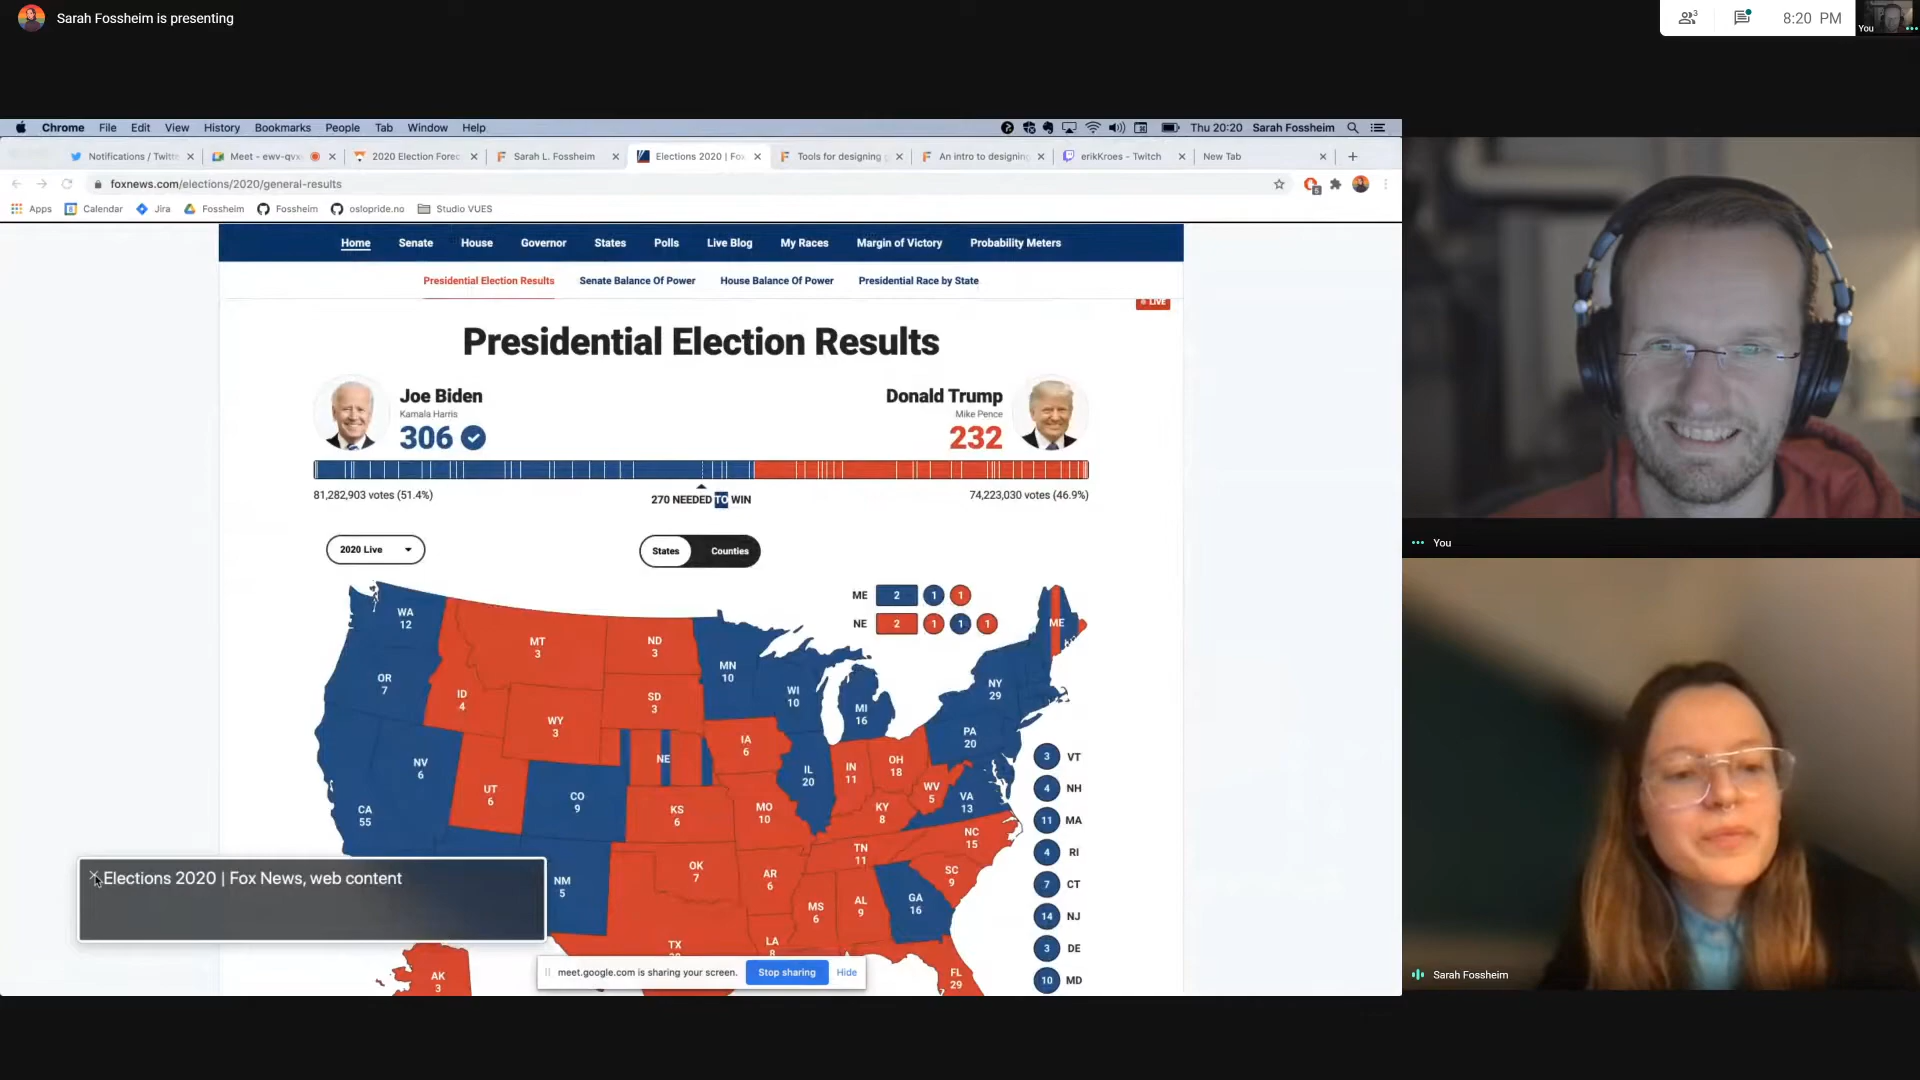 Sarah Fossheim is presenting
3
8:20 PM
You
Chrome File Edit View History Bookmarks People Tab Window Help
Thu 20:20 Sarah Fossheim
Notifications / Twitte
Meet - ewv-qvx
2020 Election Forec
Sarah L. Fossheim
Elections 2020 | Fox
Tools for designing
An intro to designing
erikKroes - Twitch
New Tab
foxnews.com/elections/2020/general-results
Apps Calendar Jira Fossheim Fossheim oslopride.no Studio VUES
Home Senate House Governor States Polls Live Blog My Races Margin of Victory Probability Meters
Presidential Election Results Senate Balance Of Power House Balance Of Power Presidential Race by State
LIVE
Presidential Election Results
Joe Biden
Kamala Harris
306
Donald Trump
Mike Pence
232
81,282,903 votes (51.4%)
270 NEEDED TO WIN
74,223,030 votes (46.9%)
2020 Live
States Counties
ME 2 1 1
NE 2 1 1 1
WA
12
OR
7
CA
55
NV
6
ID
4
MT
3
WY
3
UT
6
CO
9
NM
5
ND
3
SD
3
NE
KS
6
OK
7
TX
MN
10
IA
6
MO
10
AR
6
LA
8
WI
10
IL
20
MS
6
MI
16
IN
11
KY
8
TN
11
AL
9
OH
18
WV
5
GA
16
FL
29
SC
9
NC
15
VA
13
PA
20
NY
29
ME
AK
3
3 VT
4 NH
11 MA
4 RI
7 CT
14 NJ
3 DE
10 MD
Elections 2020 | Fox News, web content
meet.google.com is sharing your screen. Stop sharing Hide
You
Sarah Fossheim